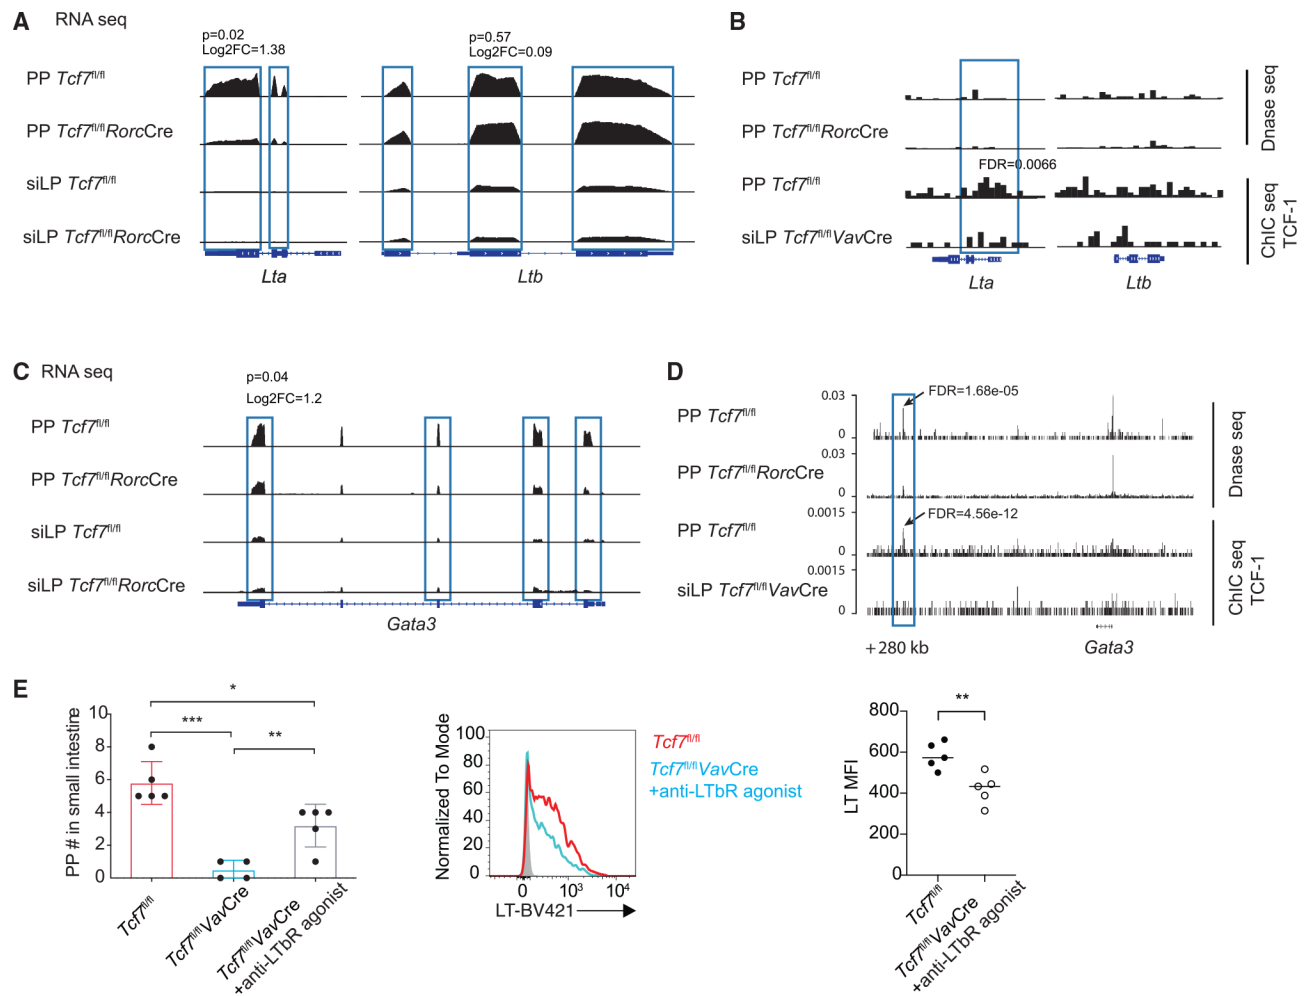 A RNA seq
p=0.02
Log2FC=1.38
p=0.57
Log2FC=0.09
PP Tcf7fl/fl
PP Tcf7fl/flRorcCre
siLP Tcf7fl/fl
siLP Tcf7fl/flRorcCre
Lta Ltb
B
PP Tcf7fl/fl
PP Tcf7fl/flRorcCre
FDR=0.0066
PP Tcf7fl/fl
siLP Tcf7fl/flVavCre
Lta Ltb
Dnase seq
ChIC seq
TCF-1
C RNA seq
p=0.04
Log2FC=1.2
PP Tcf7fl/fl
PP Tcf7fl/flRorcCre
siLP Tcf7fl/fl
siLP Tcf7fl/flRorcCre
Gata3
D
0.03
FDR=1.68e-05
PP Tcf7fl/fl
0
0.03
PP Tcf7fl/flRorcCre
0
0.0015
FDR=4.56e-12
PP Tcf7fl/fl
0
0.0015
siLP Tcf7fl/flVavCre
0
+280 kb Gata3
Dnase seq
ChIC seq
TCF-1
E
PP # in small intestine
10
8
6
4
2
0
*
***
**
Tcf7fl/fl
Tcf7fl/flVavCre
Tcf7fl/flVavCre
+anti-LTbR agonist
Normalized To Mode
100
80
60
40
20
0
0 10³ 10⁴
LT-BV421
Tcf7fl/fl
Tcf7fl/flVavCre
+anti-LTbR agonist
LT MFI
800
600
400
200
0
**
Tcf7fl/fl
Tcf7fl/flVavCre
+anti-LTbR agonist